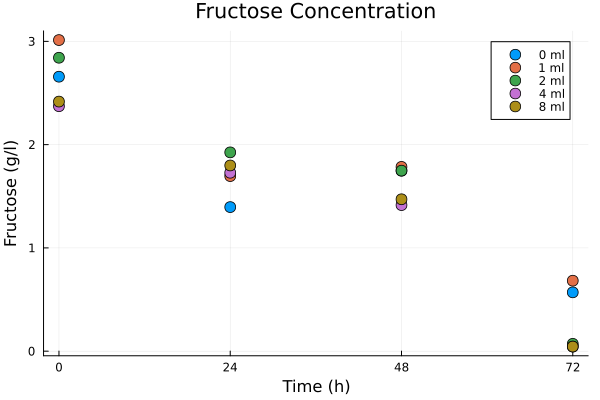 Fructose Concentration
3
2
1
0
Fructose (g/l)
0 ml
1 ml
2 ml
4 ml
8 ml
0 24 48 72
Time (h)